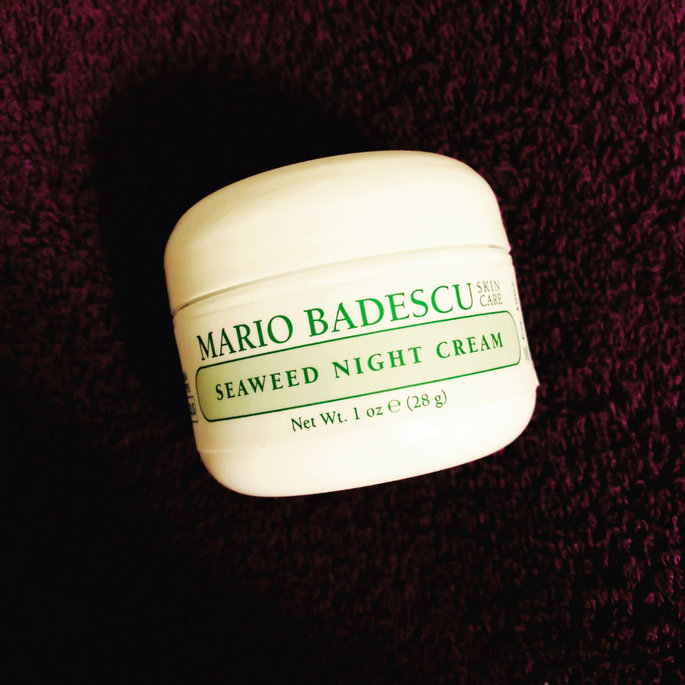 MARIO BADESCU SKIN
CARE
SEAWEED NIGHT CREAM
Net Wt. 1 oz ℮ (28 g)